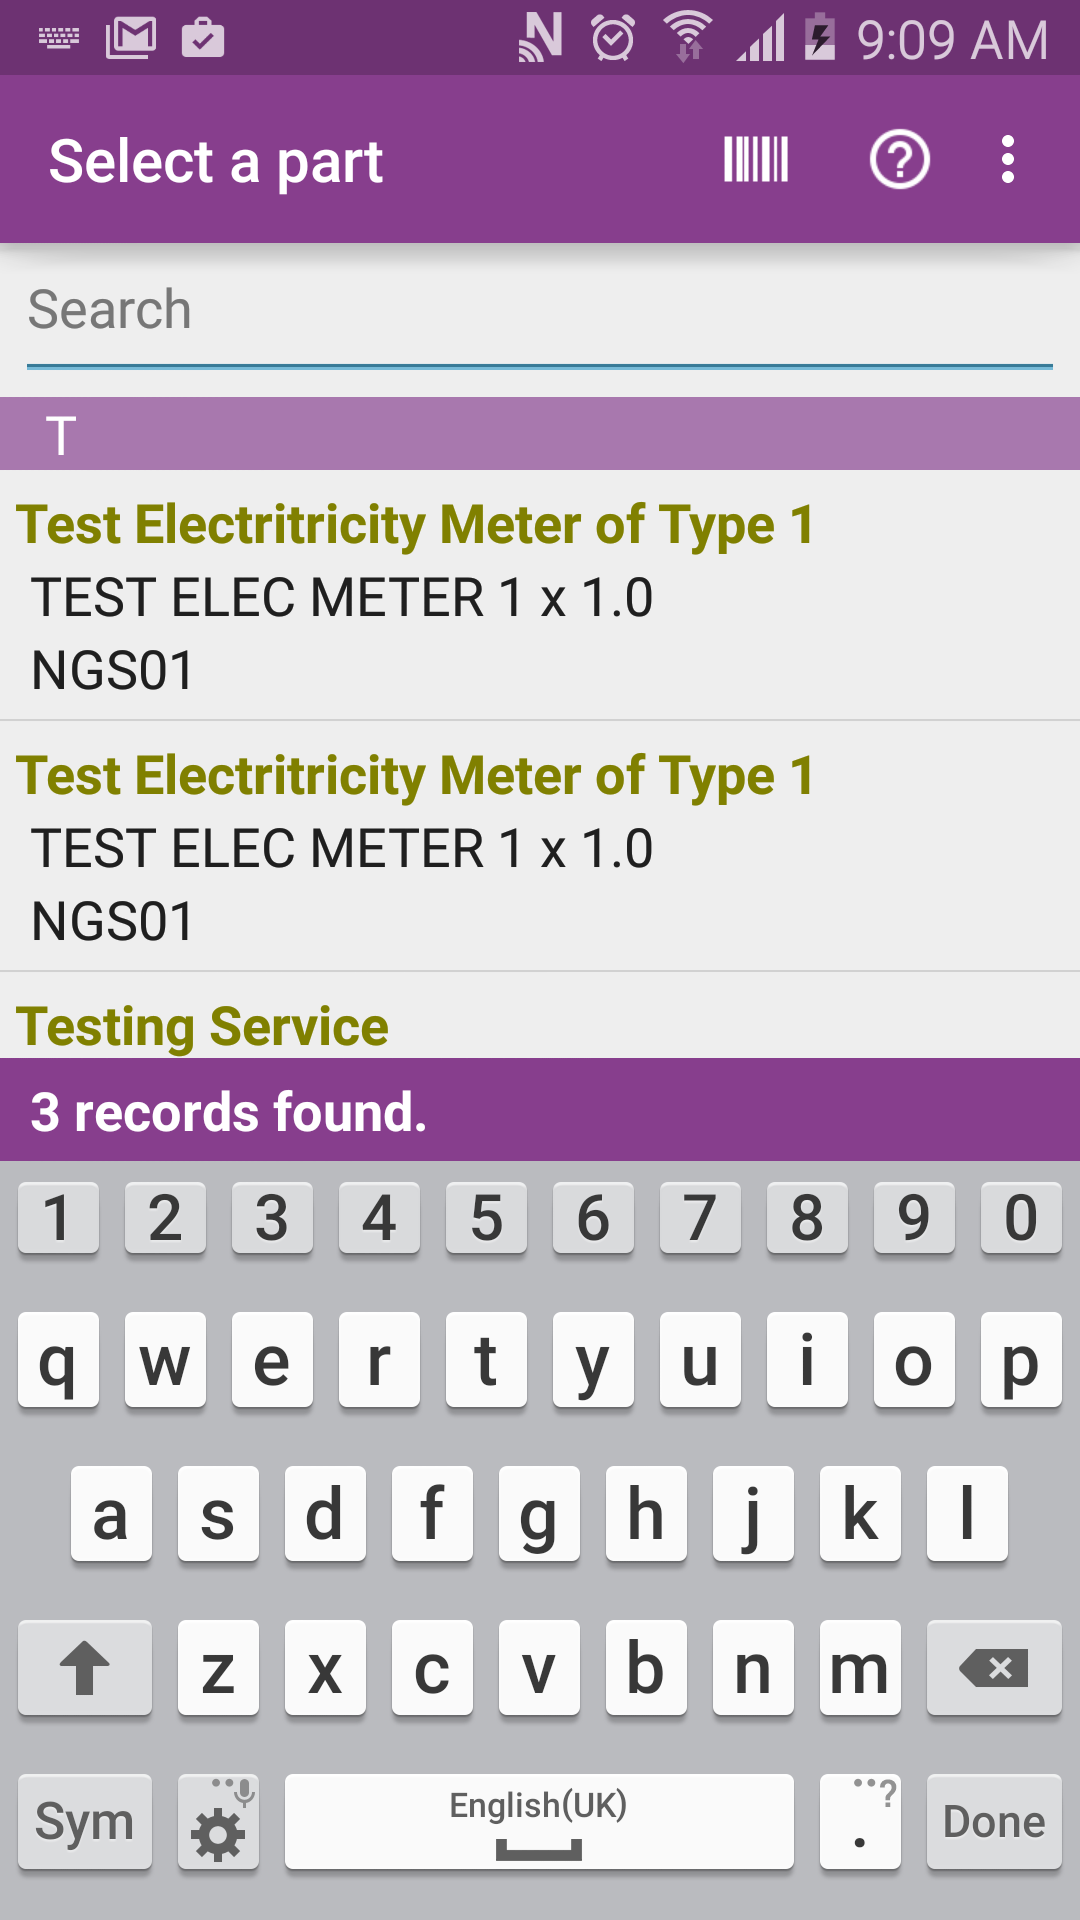 9:09 AM
Select a part
Search
T
Test Electritricity Meter of Type 1
TEST ELEC METER 1 x 1.0
NGS01
Test Electritricity Meter of Type 1
TEST ELEC METER 1 x 1.0
NGS01
Testing Service
3 records found.
1 2 3 4 5 6 7 8 9 0
q w e r t y u i o p
a s d f g h j k l
z x c v b n m
Sym English(UK) . ? Done